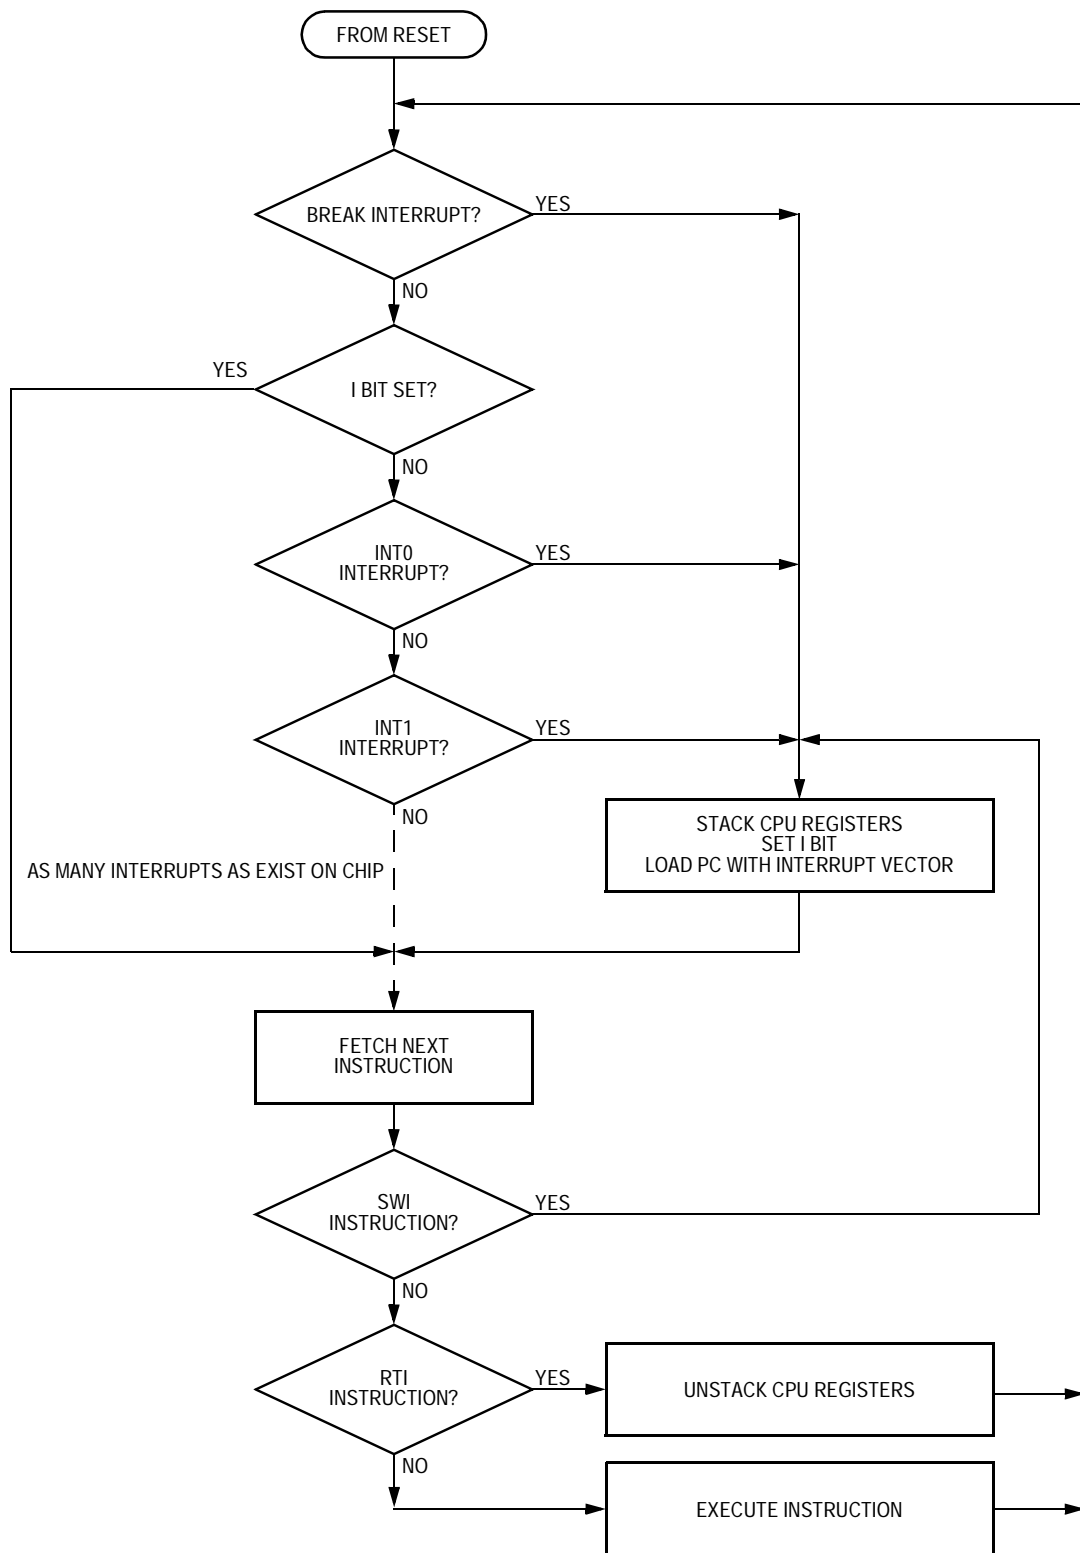 FROM RESET
BREAK INTERRUPT?
YES
NO
YES
I BIT SET?
NO
INT0
INTERRUPT?
YES
NO
INT1
INTERRUPT?
YES
NO
STACK CPU REGISTERS
SET I BIT
LOAD PC WITH INTERRUPT VECTOR
AS MANY INTERRUPTS AS EXIST ON CHIP
FETCH NEXT
INSTRUCTION
SWI
INSTRUCTION?
YES
NO
RTI
INSTRUCTION?
YES
UNSTACK CPU REGISTERS
NO
EXECUTE INSTRUCTION